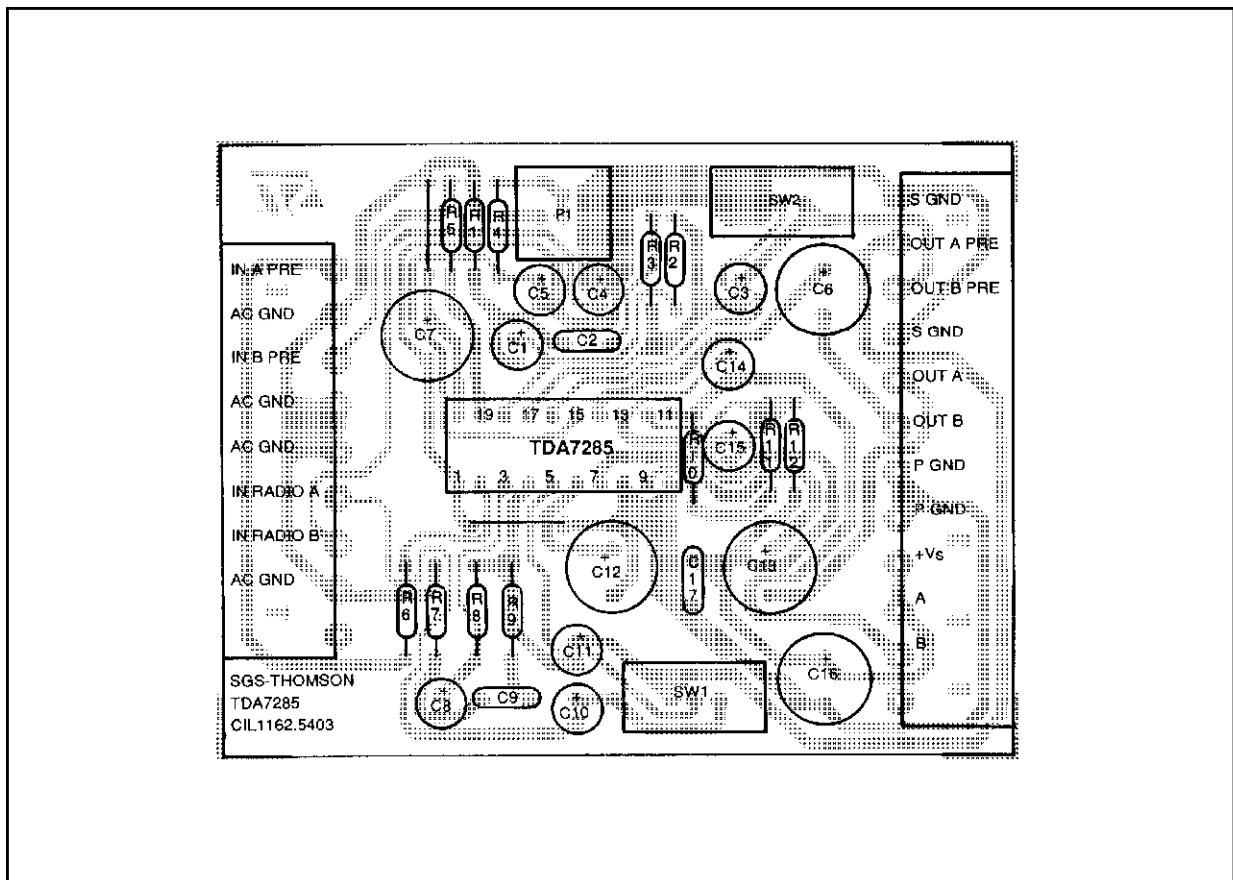 R5
R1
R4
P1
R3
R2
SW2
S GND
OUT A PRE
OUT B PRE
S GND
OUT A
OUT B
P GND
P GND
+Vs
A
B
IN A PRE
AC GND
IN B PRE
AC GND
AC GND
IN RADIO A
IN RADIO B
AC GND
+
C5
+
C4
+
C3
+
C6
+
C7
+
C1
C2
+
C14
19 17 15 13 11
TDA7285
1 3 5 7 9
R10
+
C15
R11
R12
+
C12
C17
+
C13
R6
R7
R8
R9
+
C11
+
C8
C9
+
C10
SW1
+
C16
SGS-THOMSON
TDA7285
CIL1162.5403